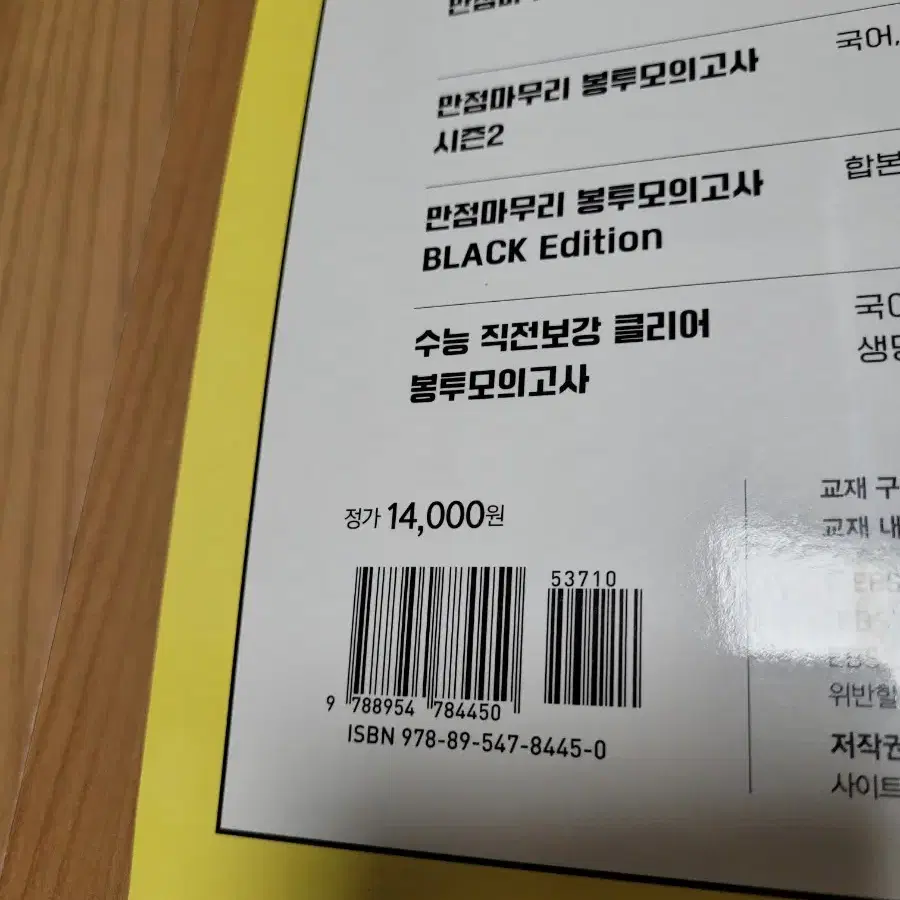 국어,
만점마무리 봉투모의고사
시즌2
합본
만점마무리 봉투모의고사
BLACK Edition
수능 직전보강 클리어
봉투모의고사
정가 14,000원
53710
9 788954 784450
ISBN 978-89-547-8445-0
교재 구
교재 내
EBS
위반할
저작권
사이트